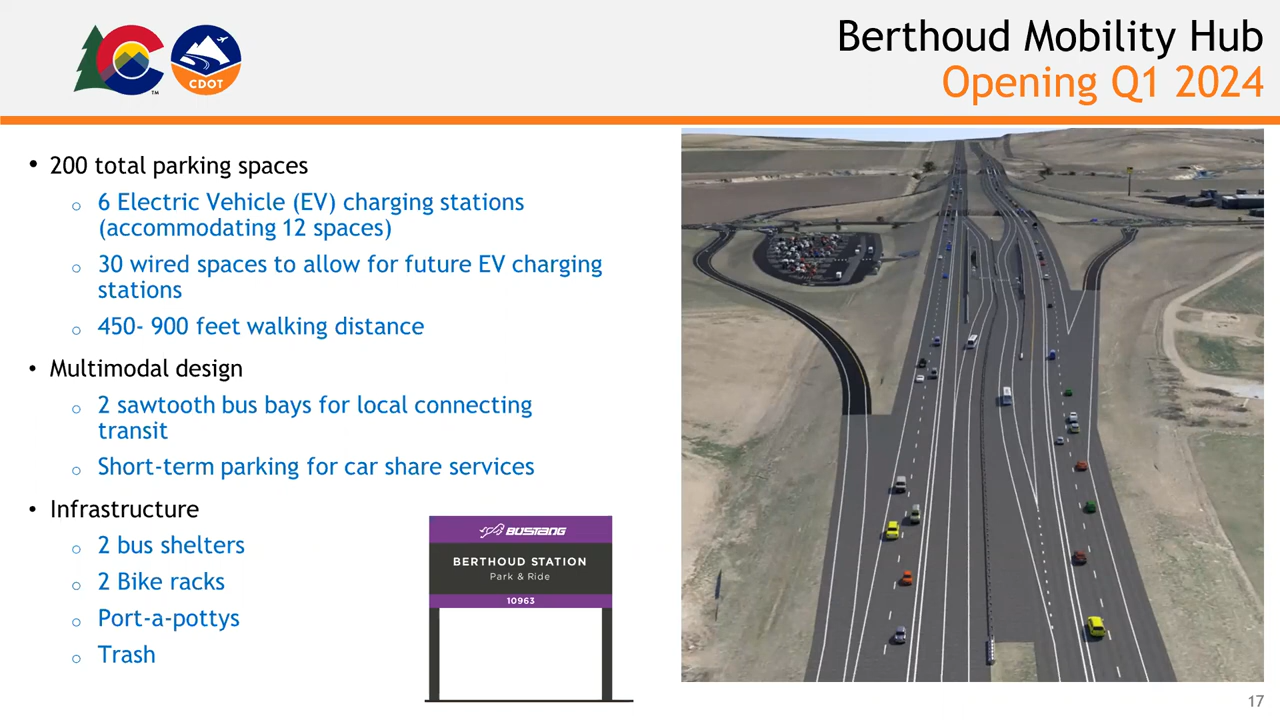 Berthoud Mobility Hub
Opening Q1 2024
CDOT
TM
• 200 total parking spaces
o 6 Electric Vehicle (EV) charging stations
(accommodating 12 spaces)
o 30 wired spaces to allow for future EV charging
stations
o 450- 900 feet walking distance
• Multimodal design
o 2 sawtooth bus bays for local connecting
transit
o Short-term parking for car share services
• Infrastructure
o 2 bus shelters
o 2 Bike racks
o Port-a-pottys
o Trash
BUSTANG
BERTHOUD STATION
Park & Ride
10963
17